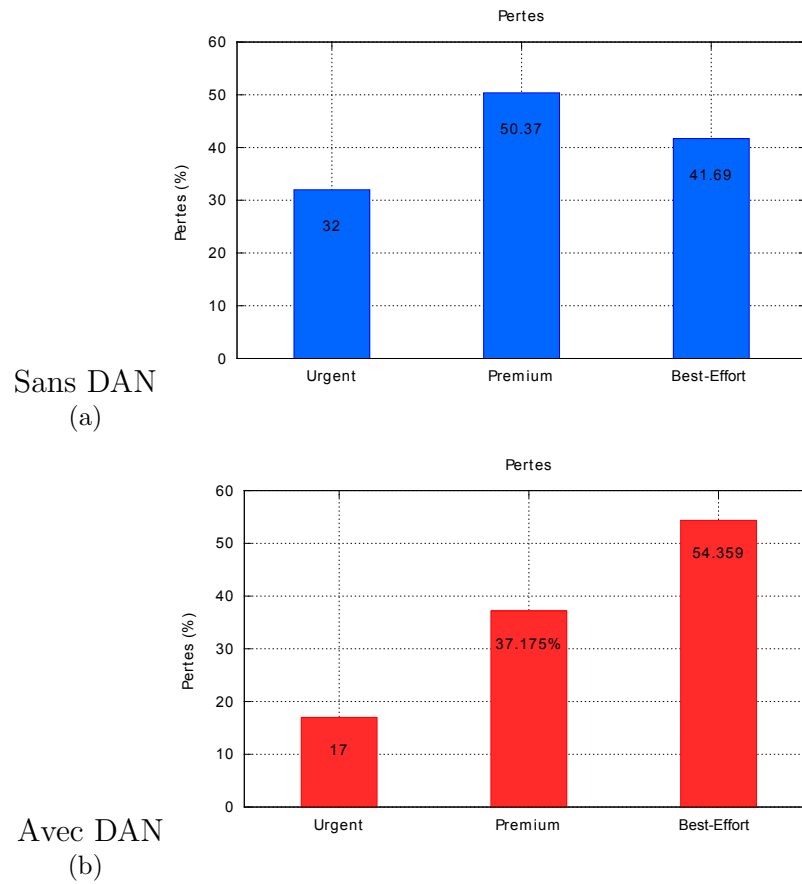 Pertes
60
50
40
30
20
10
0
Pertes (%)
32
50.37
41.69
Urgent Premium Best-Effort
Sans DAN
(a)
Pertes
60
50
40
30
20
10
0
Pertes (%)
17
37.175%
54.359
Urgent Premium Best-Effort
Avec DAN
(b)